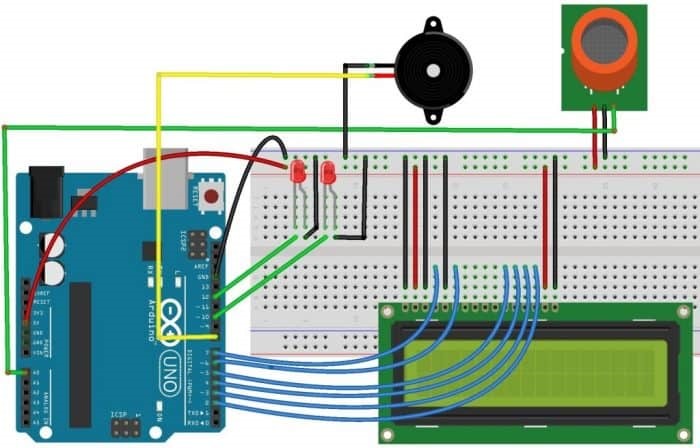 RESET
ICSP2
AREF
GND
13
12
~11
~10
~9
L
RX
Arduino
UNO
DIGITAL (PWM=~)
7
~6
~5
4
~3
2
TX►1
RX◄0
IOREF
RESET
3V3
5V
GND
GND
VIN
POWER
A0
A1
A2
A3
A4
A5
ANALOG IN
ICSP
1
ON